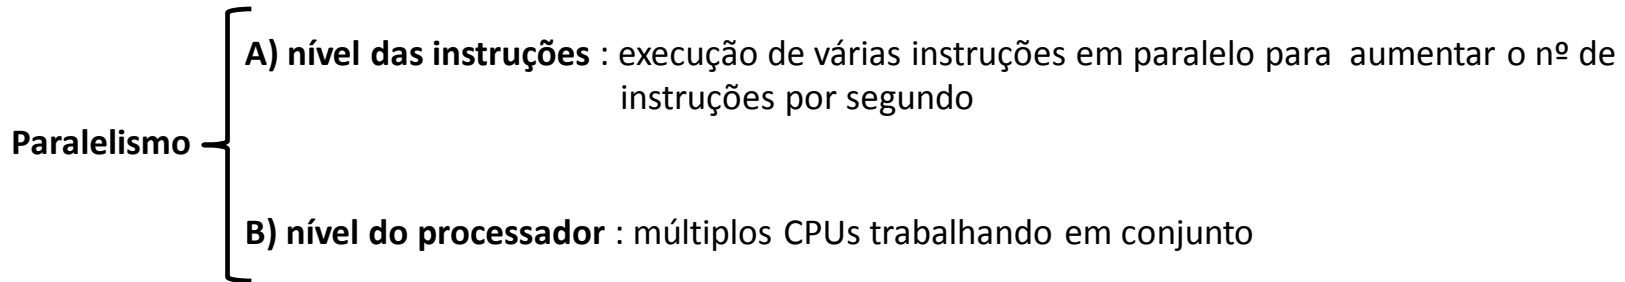 A) nível das instruções : execução de várias instruções em paralelo para aumentar o nº de
instruções por segundo
Paralelismo
B) nível do processador : múltiplos CPUs trabalhando em conjunto